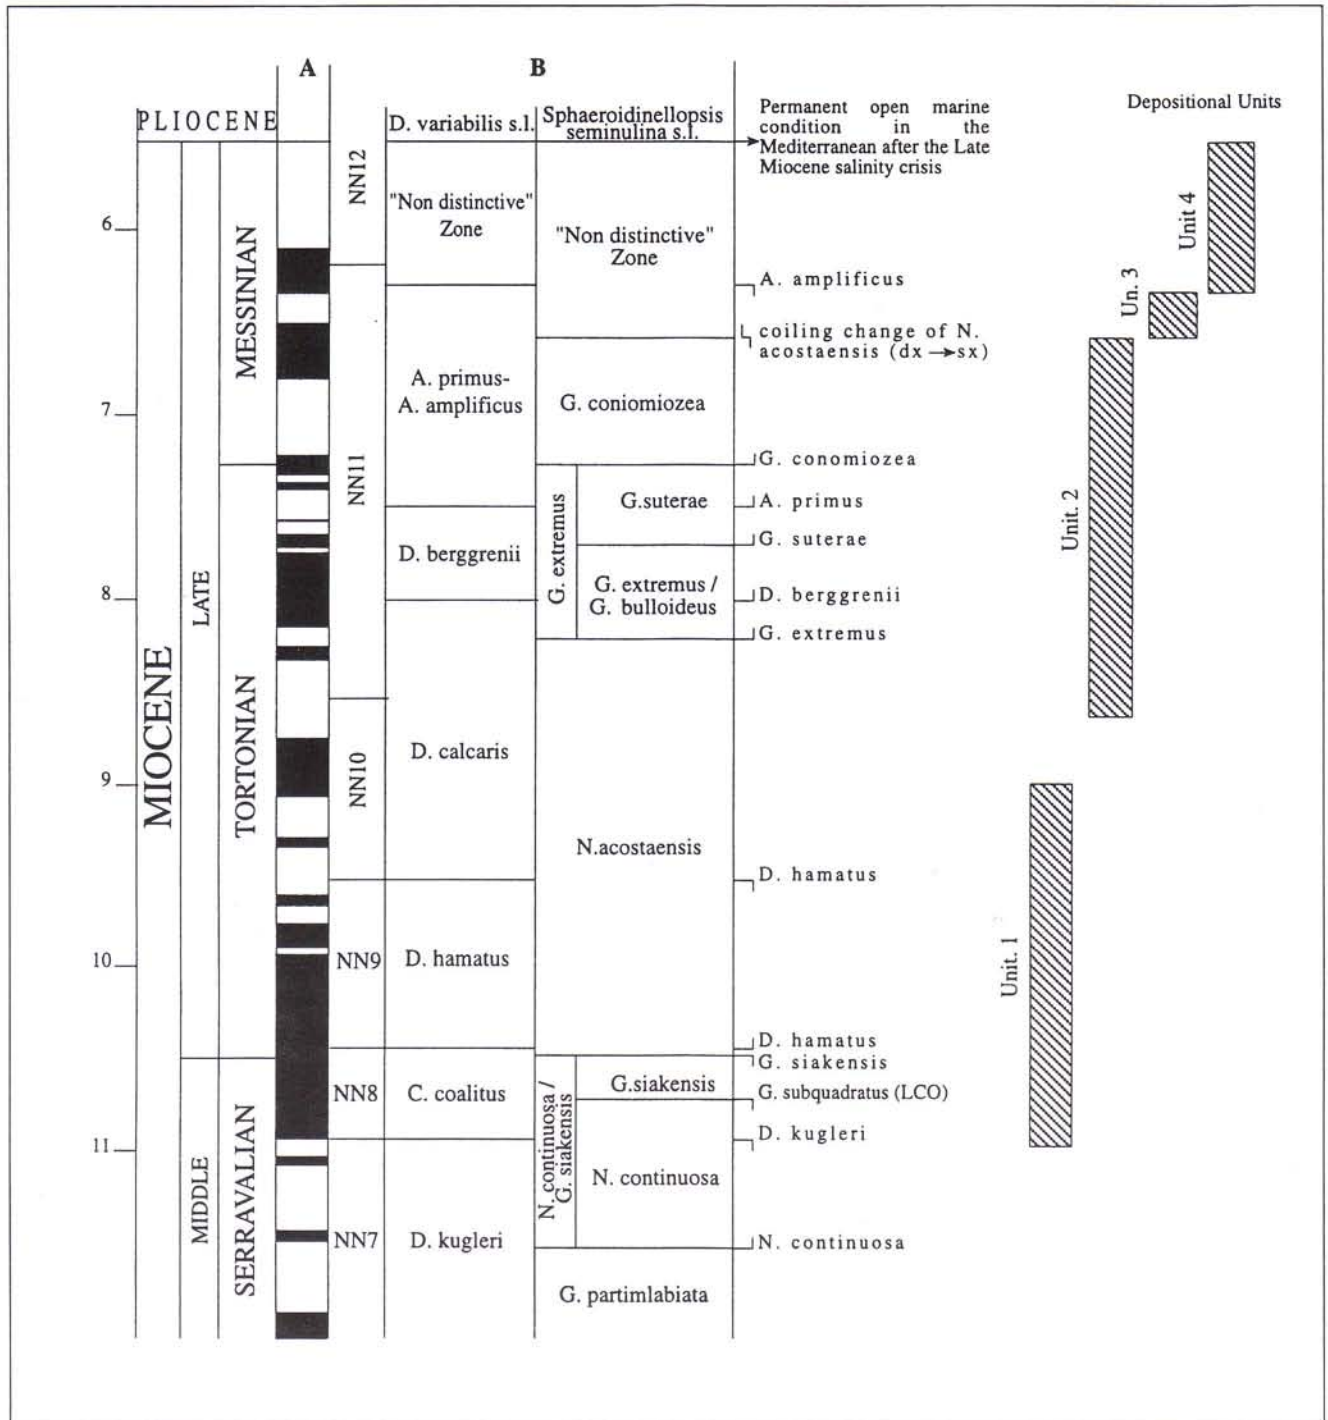 A
B
PLIOCENE
D. variabilis s.l.
Sphaeroidinellopsis
seminulina s.l.
Permanent open marine
condition in the
Mediterranean after the Late
Miocene salinity crisis
Depositional Units
6
7
8
9
10
11
MIOCENE
LATE
MIDDLE
MESSINIAN
TORTONIAN
SERRAVALIAN
NN12
NN11
NN10
NN9
NN8
NN7
"Non distinctive"
Zone
A. primus-
A. amplificus
D. berggrenii
D. calcaris
D. hamatus
C. coalitus
D. kugleri
"Non distinctive"
Zone
G. coniomiozea
G. extremus
G.suterae
G. extremus /
G. bulloideus
N.acostaensis
N. continuosa /
G. siakensis
G.siakensis
N. continuosa
G. partimlabiata
A. amplificus
coiling change of N.
acostaensis (dx →sx)
G. conomiozea
A. primus
G. suterae
D. berggrenii
G. extremus
D. hamatus
D. hamatus
G. siakensis
G. subquadratus (LCO)
D. kugleri
N. continuosa
Unit 4
Un. 3
Unit. 2
Unit. 1